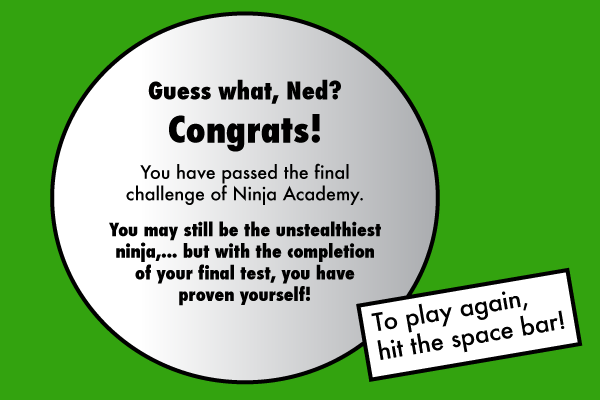 Guess what, Ned?
Congrats!
You have passed the final
challenge of Ninja Academy.
You may still be the unstealthiest
ninja,... but with the completion
of your final test, you have
proven yourself!
To play again,
hit the space bar!